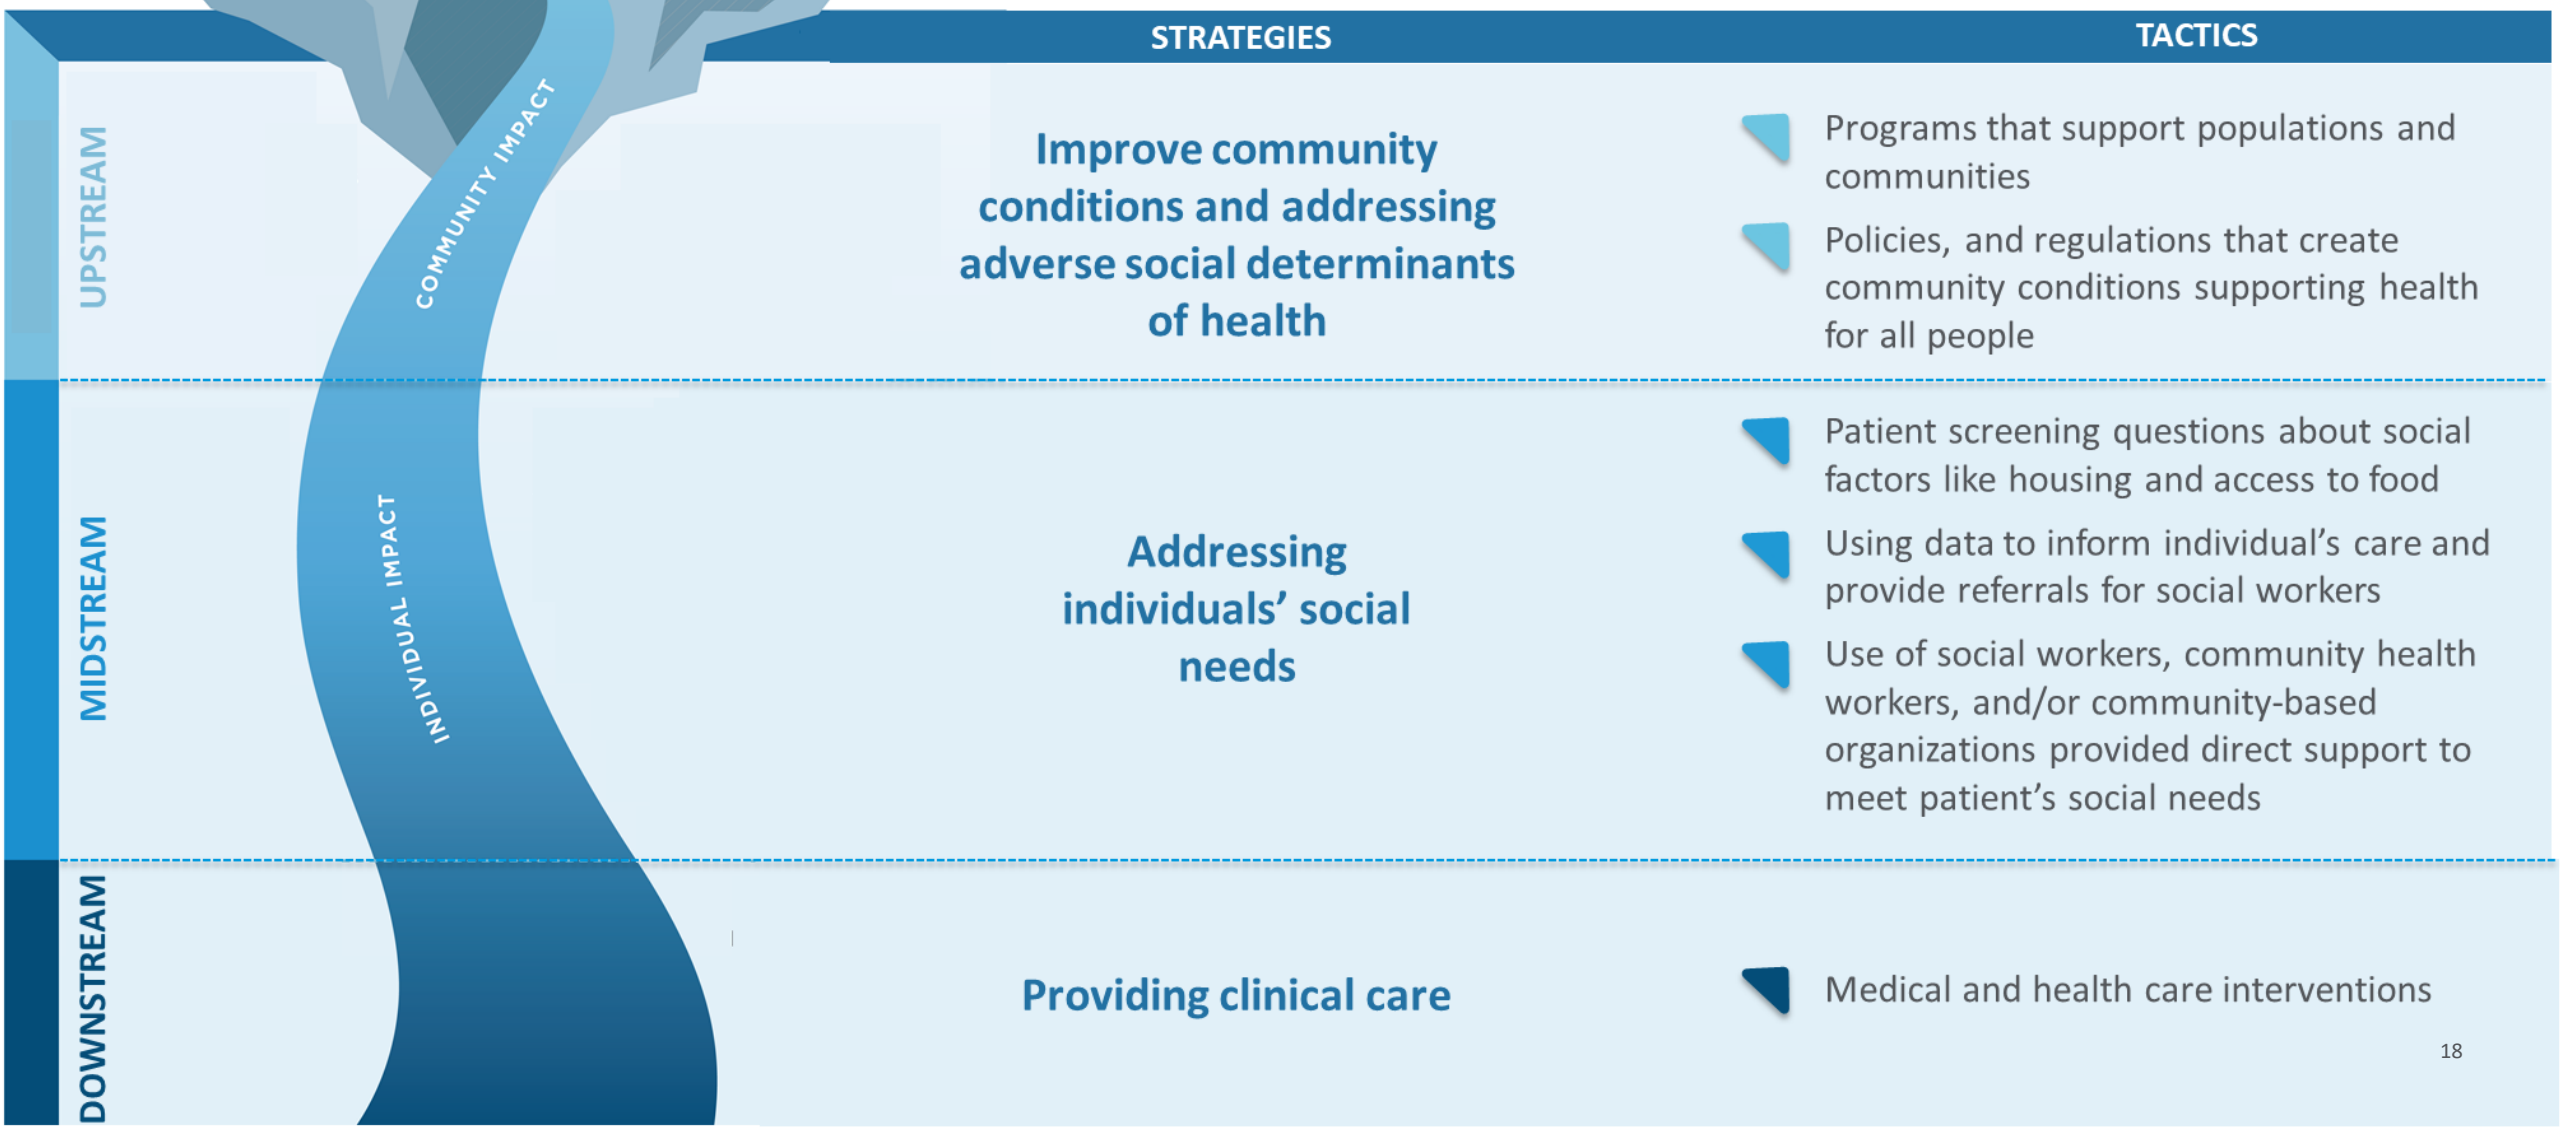 STRATEGIES
TACTICS
UPSTREAM
COMMUNITY IMPACT
Improve community
conditions and addressing
adverse social determinants
of health
Programs that support populations and
communities
Policies, and regulations that create
community conditions supporting health
for all people
MIDSTREAM
INDIVIDUAL IMPACT
Addressing
individuals’ social
needs
Patient screening questions about social
factors like housing and access to food
Using data to inform individual’s care and
provide referrals for social workers
Use of social workers, community health
workers, and/or community-based
organizations provided direct support to
meet patient’s social needs
DOWNSTREAM
Providing clinical care
Medical and health care interventions
18